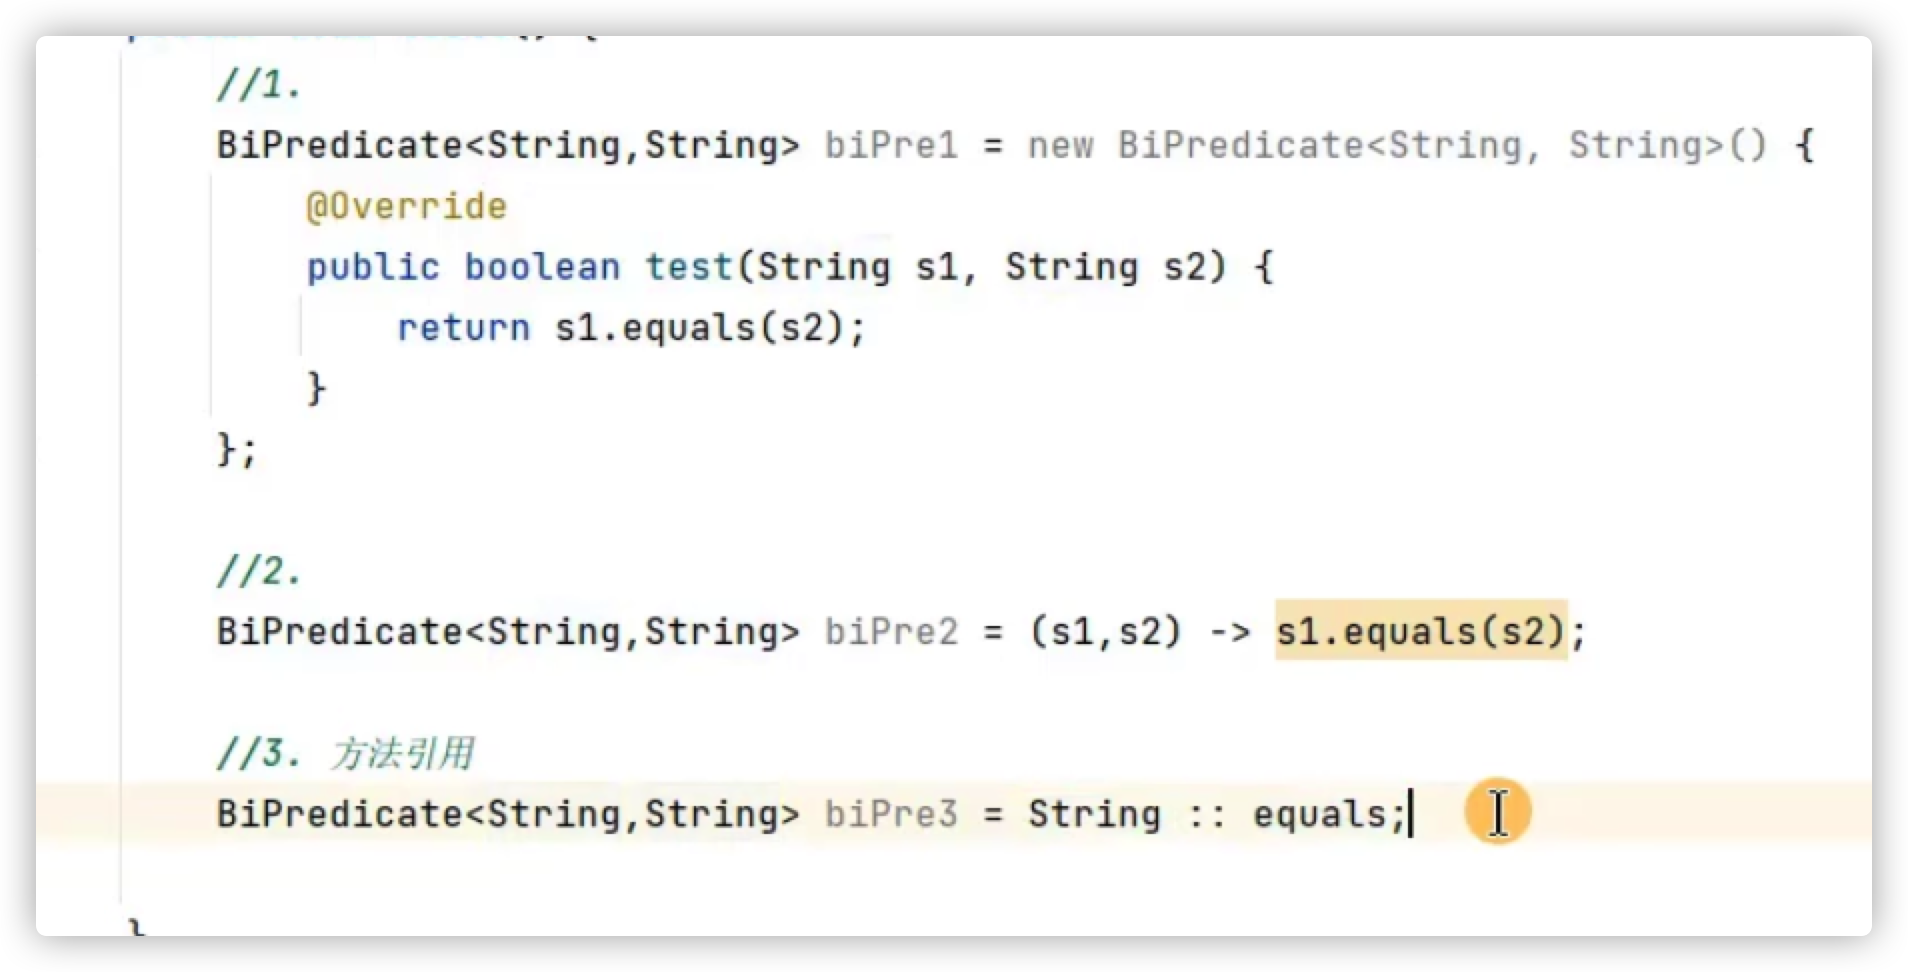 //1.
BiPredicate<String,String> biPre1 = new BiPredicate<String, String>() {
@Override
public boolean test(String s1, String s2) {
return s1.equals(s2);
}
};
//2.
BiPredicate<String,String> biPre2 = (s1,s2) -> s1.equals(s2);
//3. 方法引用
BiPredicate<String,String> biPre3 = String :: equals;
}